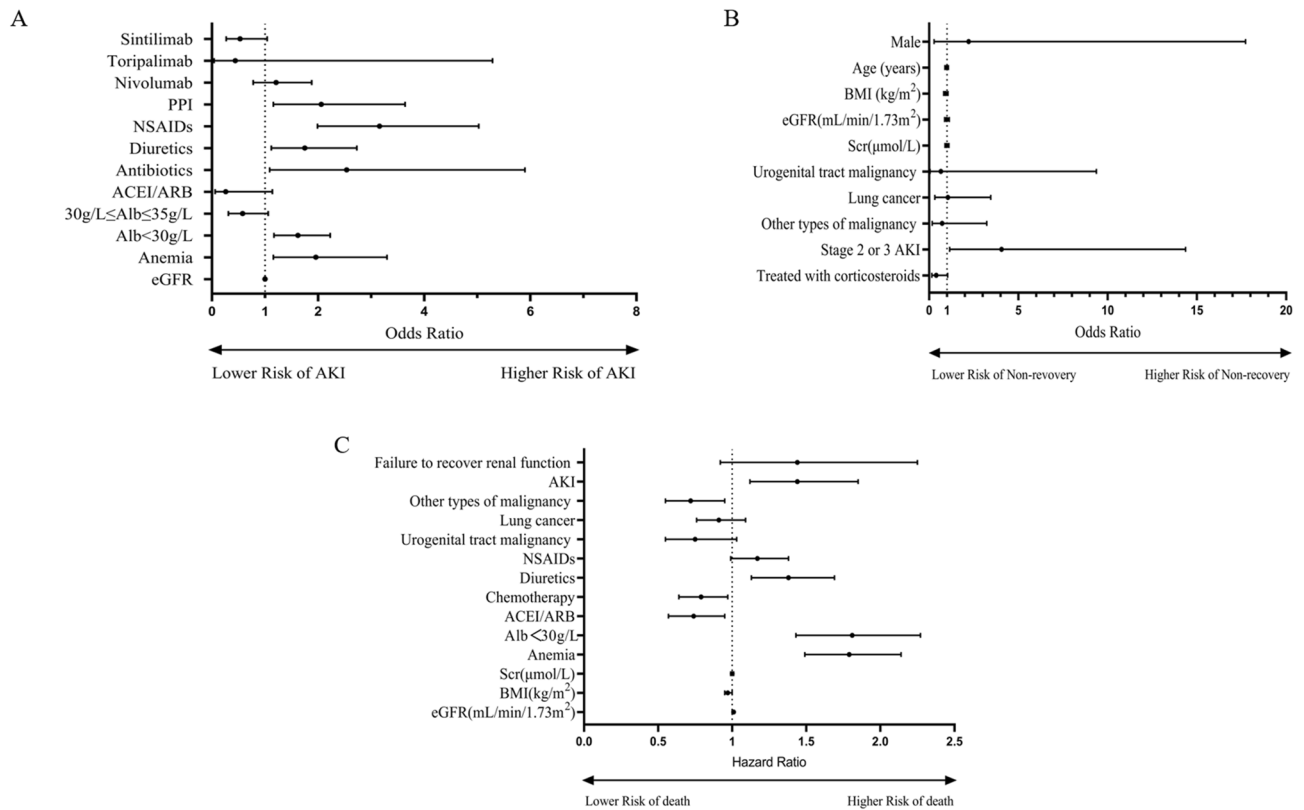 A
Sintilimab
Toripalimab
Nivolumab
PPI
NSAIDs
Diuretics
Antibiotics
ACEI/ARB
30g/L≤Alb≤35g/L
Alb<30g/L
Anemia
eGFR
0 1 2 4 6 8
Odds Ratio
Lower Risk of AKI Higher Risk of AKI
B
Male
Age (years)
BMI (kg/m²)
eGFR(mL/min/1.73m²)
Scr(μmol/L)
Urogenital tract malignancy
Lung cancer
Other types of malignancy
Stage 2 or 3 AKI
Treated with corticosteroids
0 1 5 10 15 20
Odds Ratio
Lower Risk of Non-revovery Higher Risk of Non-recovery
C
Failure to recover renal function
AKI
Other types of malignancy
Lung cancer
Urogenital tract malignancy
NSAIDs
Diuretics
Chemotherapy
ACEI/ARB
Alb<30g/L
Anemia
Scr(μmol/L)
BMI(kg/m²)
eGFR(mL/min/1.73m²)
0.0 0.5 1 1.5 2.0 2.5
Hazard Ratio
Lower Risk of death Higher Risk of death